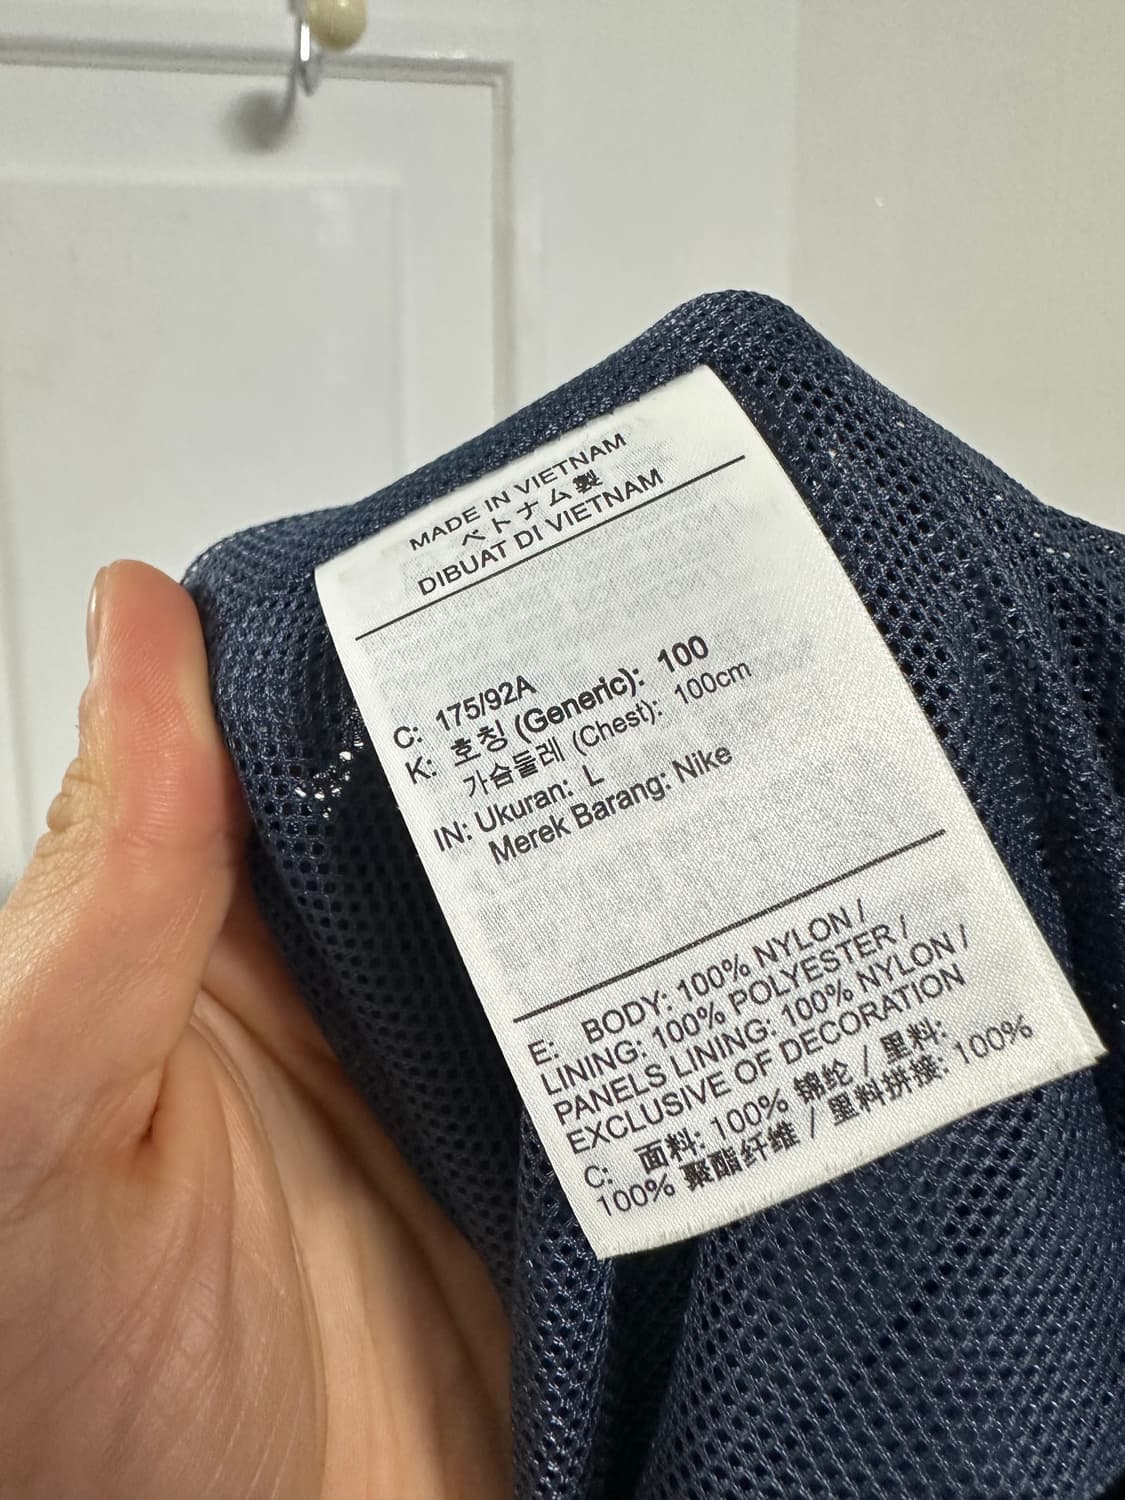 MADE IN VIETNAM
ベトナム製
DIBUAT DI VIETNAM
C: 175/92A
K: 호칭 (Generic): 100
가슴둘레 (Chest): 100cm
IN: Ukuran: L
Merek Barang: Nike
E: BODY: 100% NYLON /
LINING: 100% POLYESTER /
PANELS LINING: 100% NYLON /
EXCLUSIVE OF DECORATION
C: 面料: 100% 锦纶 / 里料:
100% 聚酯纤维 / 里料拼接: 100%